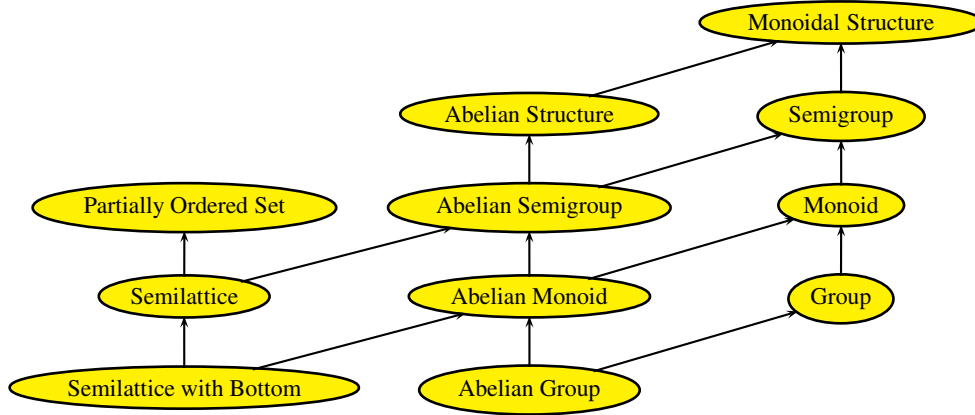 Monoidal Structure
Abelian Structure
Semigroup
Partially Ordered Set
Abelian Semigroup
Monoid
Semilattice
Abelian Monoid
Group
Semilattice with Bottom
Abelian Group